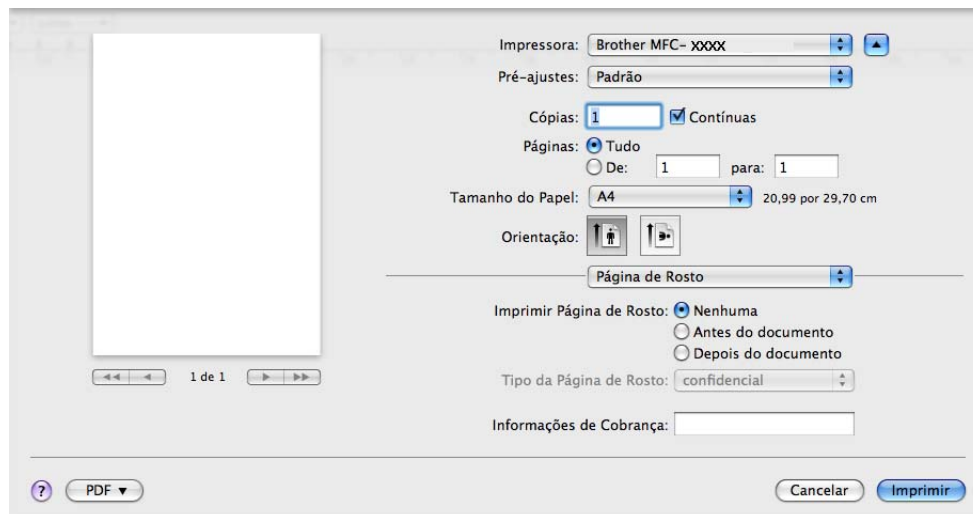 Impressora: Brother MFC- XXXX
Pré-ajustes: Padrão
Cópias: 1 Contínuas
Páginas: Tudo
De: 1 para: 1
Tamanho do Papel: A4 20,99 por 29,70 cm
Orientação:
Página de Rosto
Imprimir Página de Rosto: Nenhuma
Antes do documento
Depois do documento
1 de 1
Tipo da Página de Rosto: confidencial
Informações de Cobrança:
? PDF ▼ Cancelar Imprimir